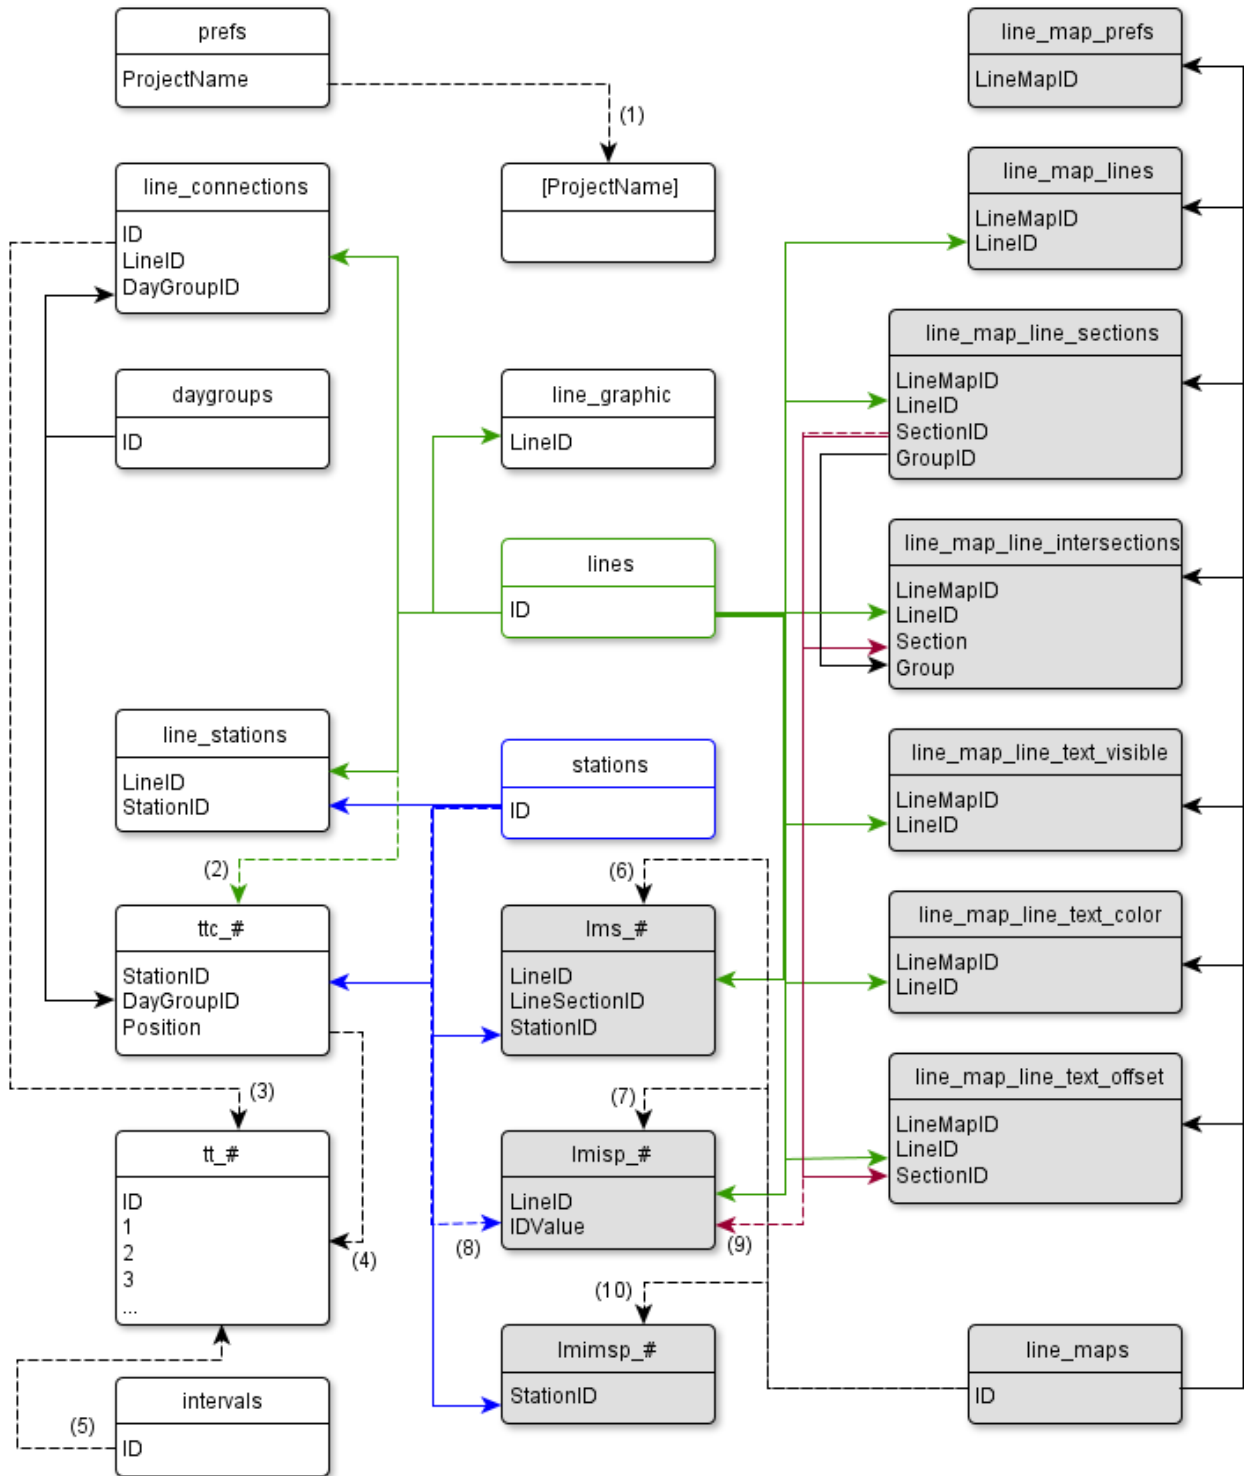 prefs
ProjectName
line_map_prefs
LineMapID
(1)
line_connections
ID
LineID
DayGroupID
[ProjectName]
line_map_lines
LineMapID
LineID
line_map_line_sections
LineMapID
LineID
SectionID
GroupID
daygroups
ID
line_graphic
LineID
lines
ID
line_map_line_intersections
LineMapID
LineID
Section
Group
line_stations
LineID
StationID
stations
ID
line_map_line_text_visible
LineMapID
LineID
(2)
(6)
ttc_#
StationID
DayGroupID
Position
lms_#
LineID
LineSectionID
StationID
line_map_line_text_color
LineMapID
LineID
line_map_line_text_offset
LineMapID
LineID
SectionID
(3)
(7)
tt_#
ID
1
2
3
...
(4)
lmisp_#
LineID
IDValue
(8)
(9)
(10)
lmimsp_#
StationID
line_maps
ID
intervals
ID
(5)